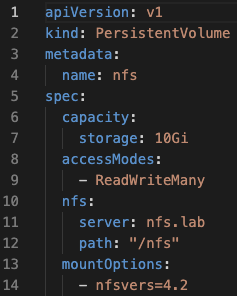 1 apiVersion: v1
2 kind: PersistentVolume
3 metadata:
4   name: nfs
5 spec:
6   capacity:
7     storage: 10Gi
8   accessModes:
9     - ReadWriteMany
10   nfs:
11     server: nfs.lab
12     path: "/nfs"
13   mountOptions:
14     - nfsvers=4.2